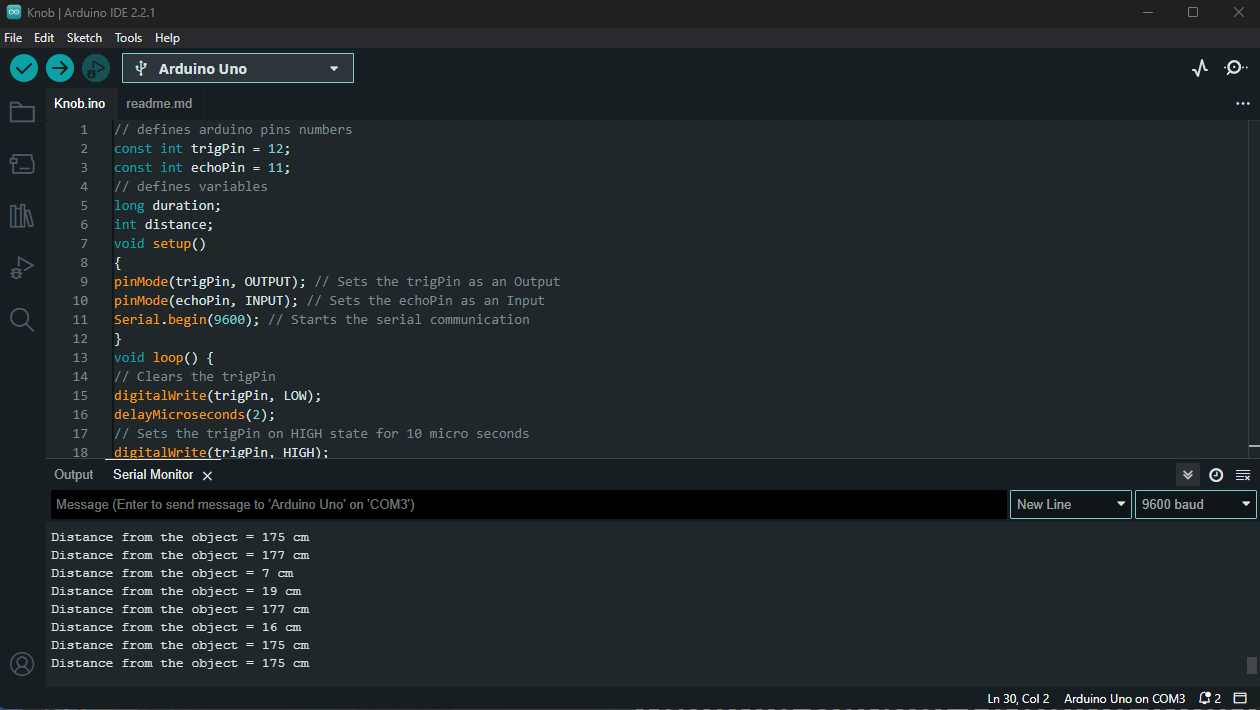 Knob | Arduino IDE 2.2.1
File Edit Sketch Tools Help
Arduino Uno
Knob.ino readme.md
1 // defines arduino pins numbers
2 const int trigPin = 12;
3 const int echoPin = 11;
4 // defines variables
5 long duration;
6 int distance;
7 void setup()
8 {
9 pinMode(trigPin, OUTPUT); // Sets the trigPin as an Output
10 pinMode(echoPin, INPUT); // Sets the echoPin as an Input
11 Serial.begin(9600); // Starts the serial communication
12 }
13 void loop() {
14 // Clears the trigPin
15 digitalWrite(trigPin, LOW);
16 delayMicroseconds(2);
17 // Sets the trigPin on HIGH state for 10 micro seconds
18 digitalWrite(trigPin, HIGH);
Output Serial Monitor
Message (Enter to send message to 'Arduino Uno' on 'COM3') New Line 9600 baud
Distance from the object = 175 cm
Distance from the object = 177 cm
Distance from the object = 7 cm
Distance from the object = 19 cm
Distance from the object = 177 cm
Distance from the object = 16 cm
Distance from the object = 175 cm
Distance from the object = 175 cm
Ln 30, Col 2 Arduino Uno on COM3 2